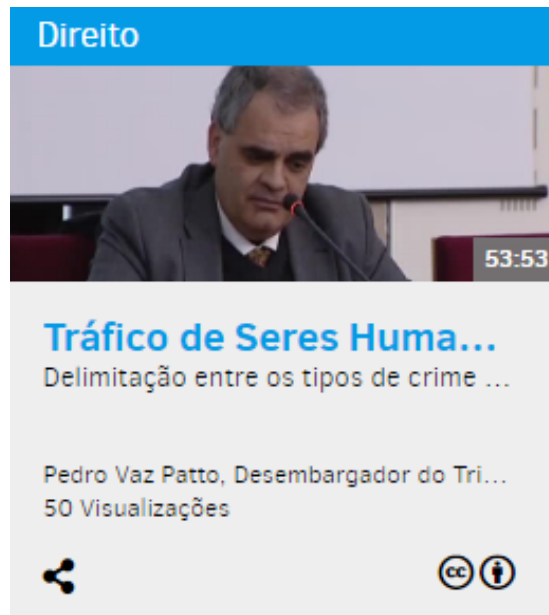 Direito
53:53
Tráfico de Seres Huma...
Delimitação entre os tipos de crime ...
Pedro Vaz Patto, Desembargador do Tri...
50 Visualizações
cc